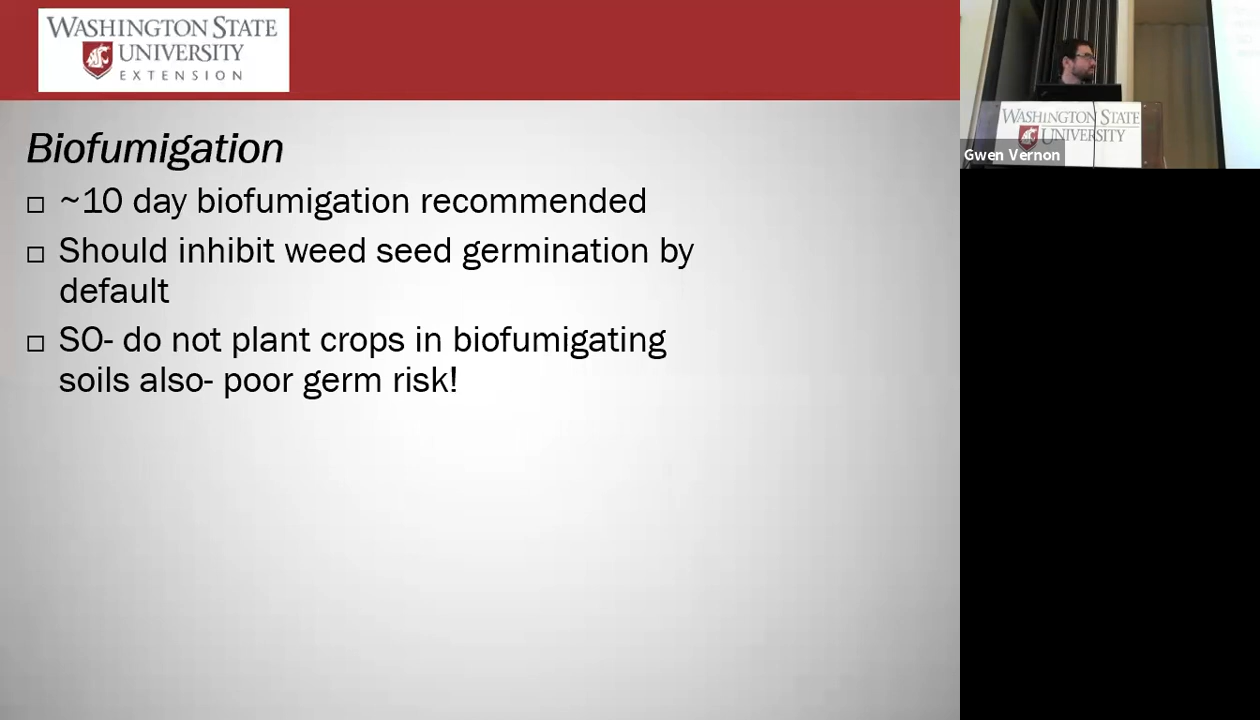 WASHINGTON STATE
UNIVERSITY
EXTENSION
Biofumigation
~10 day biofumigation recommended
Should inhibit weed seed germination by
default
SO- do not plant crops in biofumigating
soils also- poor germ risk!
WASHINGTON STATE
UNIVERSITY
Gwen Vernon